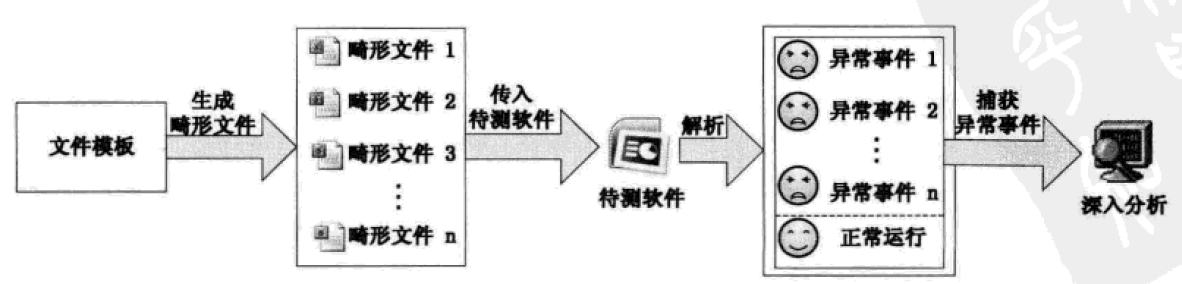 文件模板
生成
畸形文件
畸形文件 1
畸形文件 2
畸形文件 3
⋮
畸形文件 n
传入
待测软件
待测软件
解析
异常事件 1
异常事件 2
⋮
异常事件 n
正常运行
捕获
异常事件
深入分析